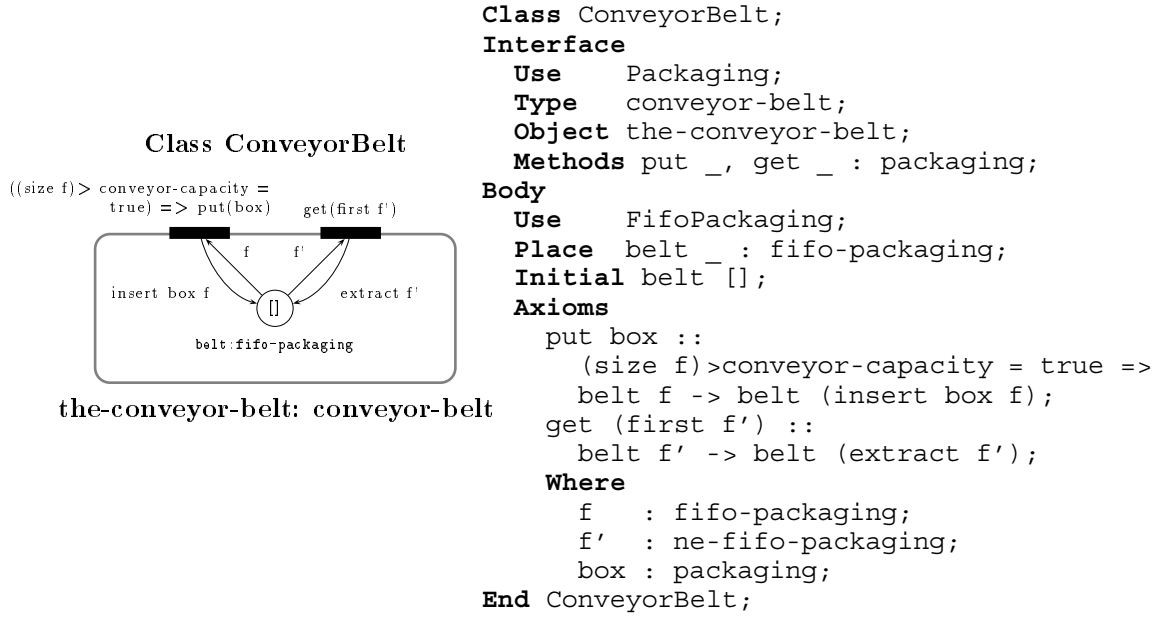 Class ConveyorBelt
((size f)> conveyor-capacity =
true) => put(box)
get(first f')
f
f'
insert box f
[]
extract f'
belt:fifo-packaging
the-conveyor-belt: conveyor-belt
Class ConveyorBelt;
Interface
Use Packaging;
Type conveyor-belt;
Object the-conveyor-belt;
Methods put _, get _ : packaging;
Body
Use FifoPackaging;
Place belt _ : fifo-packaging;
Initial belt [];
Axioms
put box ::
(size f)>conveyor-capacity = true =>
belt f -> belt (insert box f);
get (first f′) ::
belt f′ -> belt (extract f′);
Where
f : fifo-packaging;
f′ : ne-fifo-packaging;
box : packaging;
End ConveyorBelt;